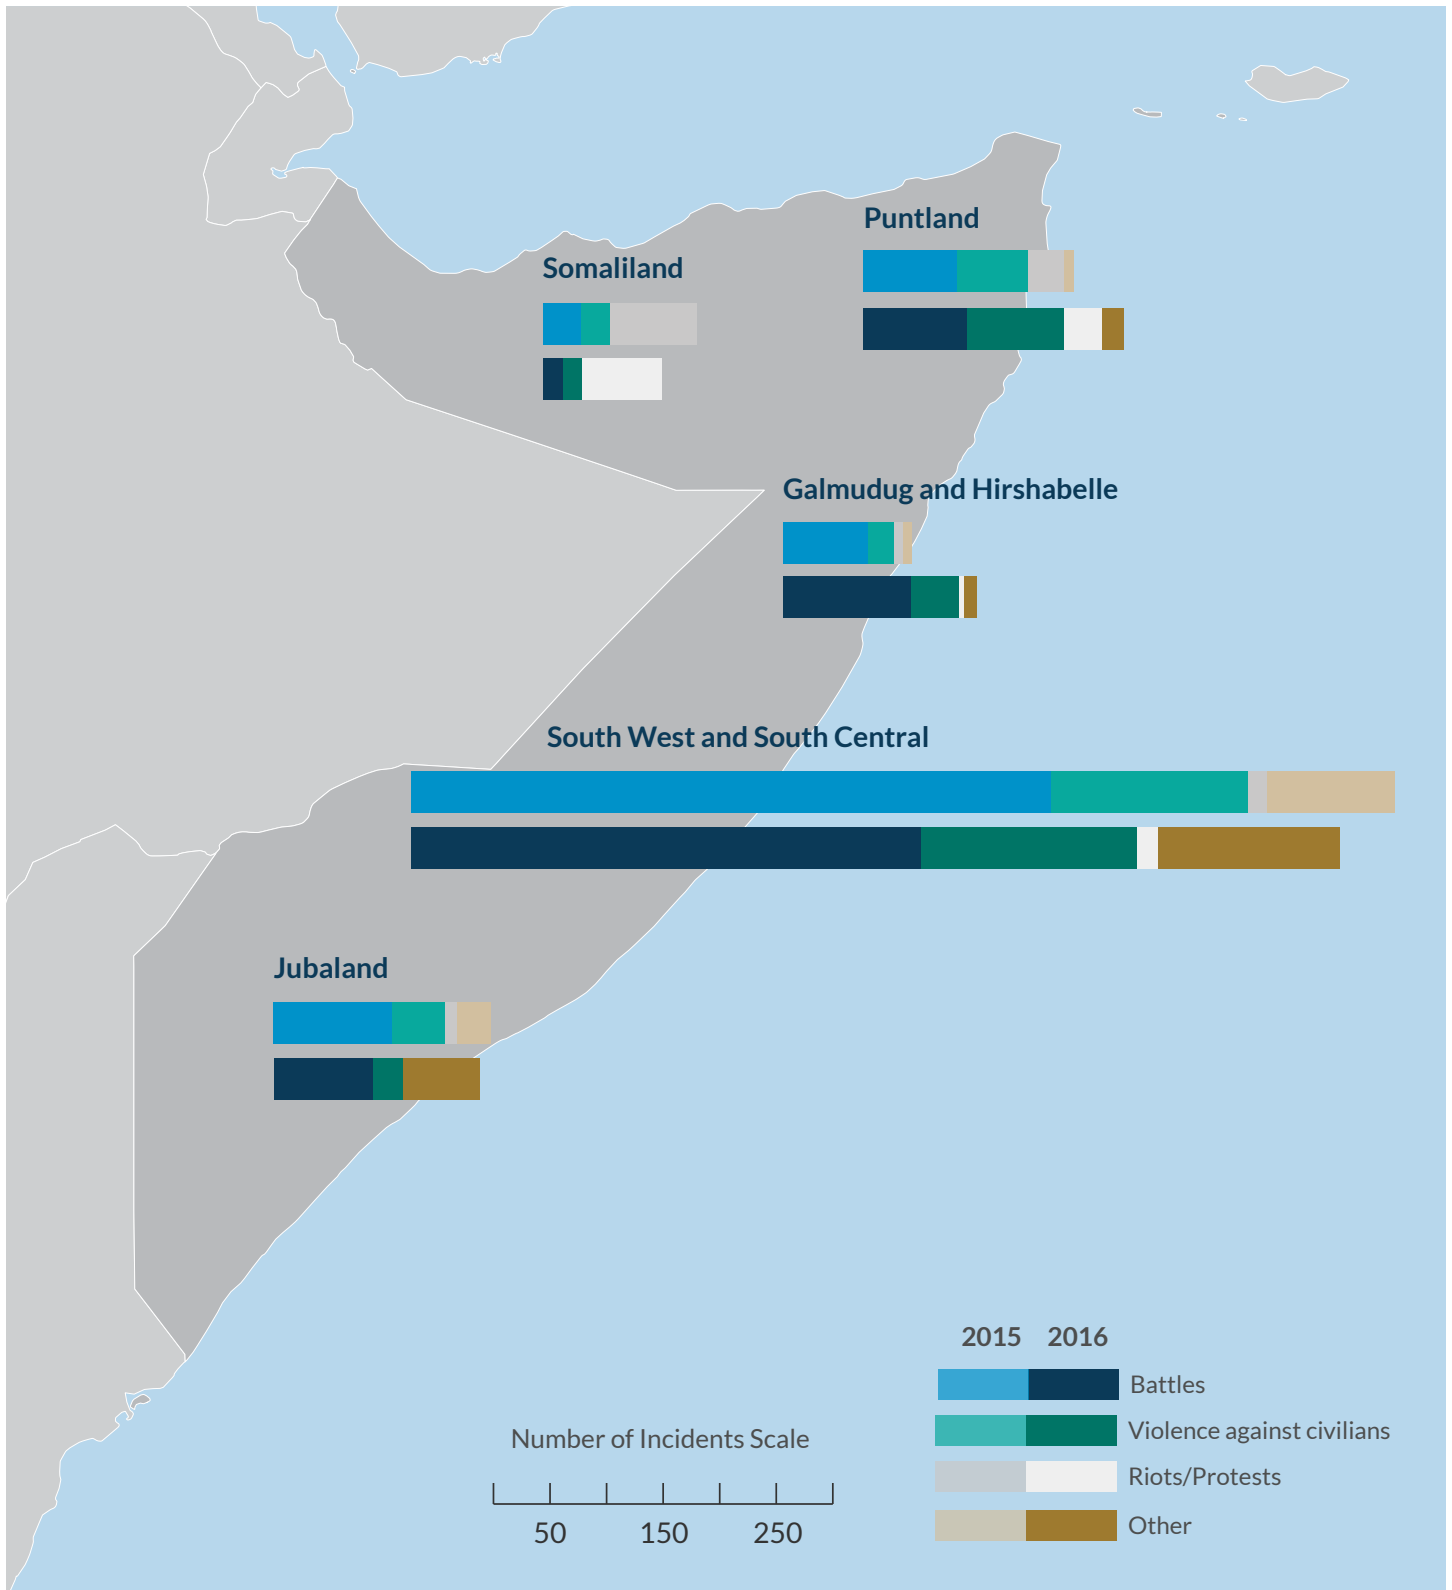 Puntland
Somaliland
Galmudug and Hirshabelle
South West and South Central
Jubaland
2015 2016
Battles
Violence against civilians
Riots/Protests
Other
Number of Incidents Scale
50 150 250